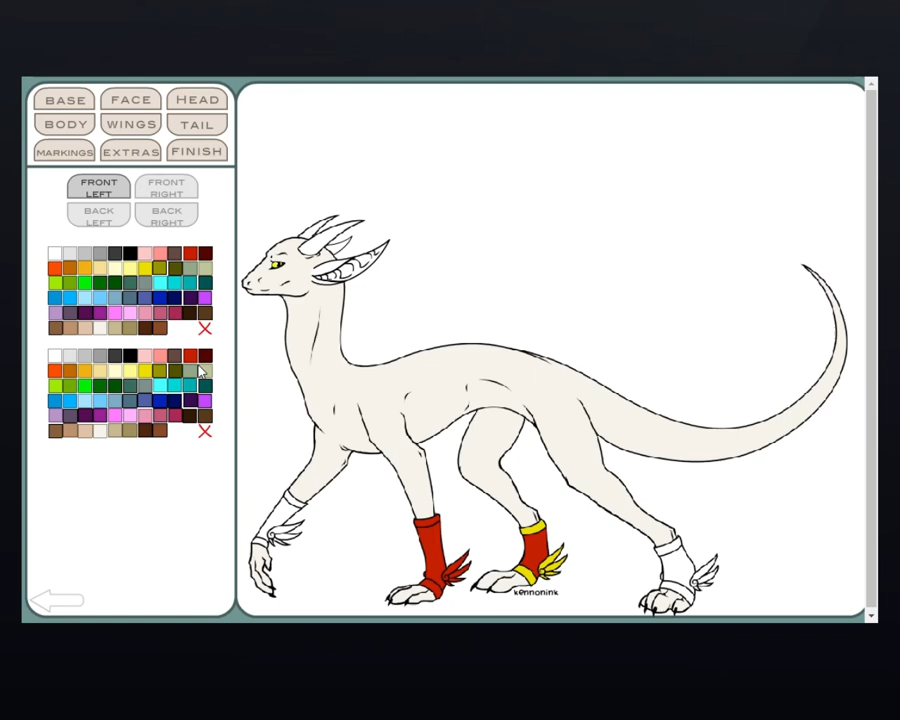 BASE
FACE
HEAD
BODY
WINGS
TAIL
MARKINGS
EXTRAS
FINISH
FRONT
LEFT
FRONT
RIGHT
BACK
LEFT
BACK
RIGHT
kennonink